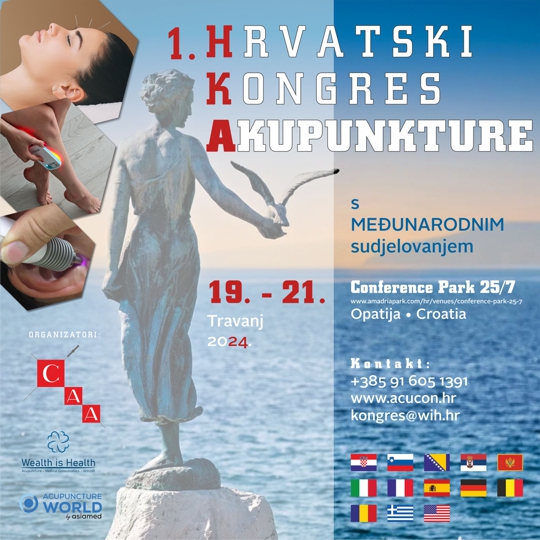 1. HRVATSKI
KONGRES
AKUPUNKTURE
s
MEĐUNARODNIM
sudjelovanjem
19. - 21.
Travanj
2024.
Conference Park 25/7
www.amadriapark.com/hr/venues/conference-park-25-7
Opatija • Croatia
Kontakt:
+385 91 605 1391
www.acucon.hr
kongres@wih.hr
ORGANIZATORI
C
A
A
Wealth is Health
ACUPUNCTURE
WORLD
by asiamed